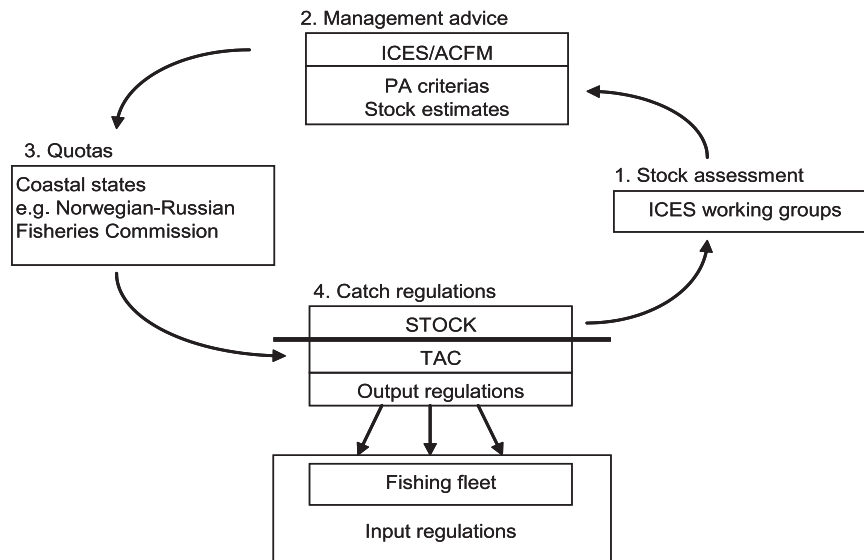 2. Management advice
ICES/ACFM
PA criterias
Stock estimates
3. Quotas
Coastal states
e.g. Norwegian-Russian
Fisheries Commission
1. Stock assessment
ICES working groups
4. Catch regulations
STOCK
TAC
Output regulations
Fishing fleet
Input regulations